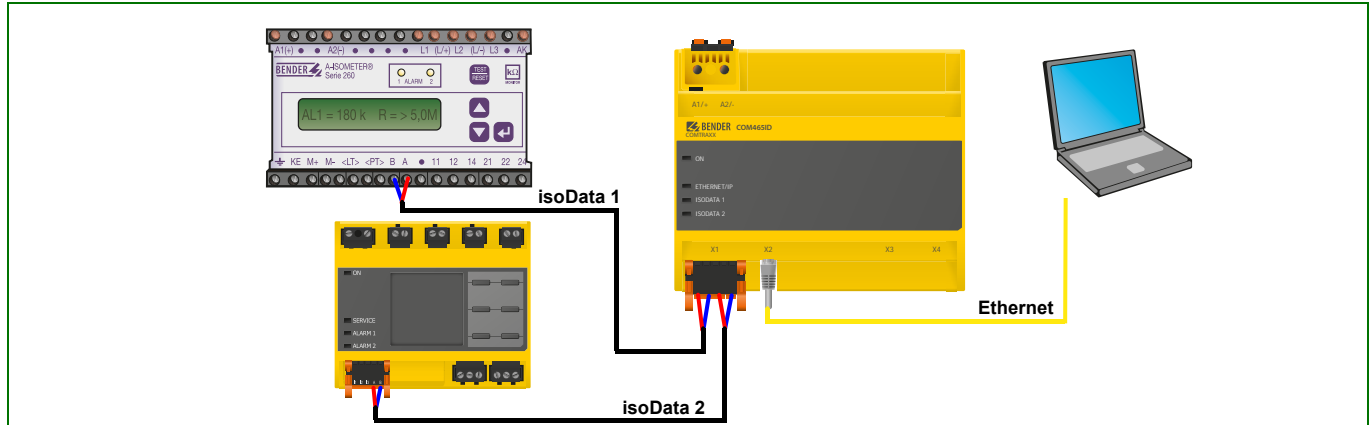 A1(+) A2(-) L1 (L/+) L2 (L/-) L3 AK
BENDER A-ISOMETER®
Serie 260
1 ALARM 2
TEST
RESET
kΩ
MONITOR
AL1 = 180 k R = > 5,0M
KE M+ M- <LT> <PT> B A 11 12 14 21 22 24
isoData 1
ON
SERVICE
ALARM 1
ALARM 2
isoData 2
A1/+ A2/-
BENDER COM465ID
COMTRAXX
ON
ETHERNET/IP
ISODATA 1
ISODATA 2
X1 X2 X3 X4
Ethernet